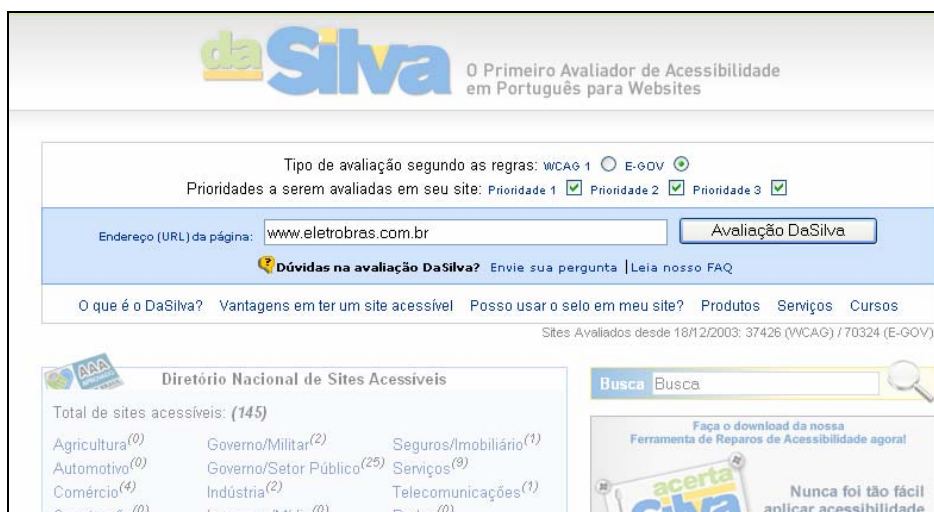 daSilva
O Primeiro Avaliador de Acessibilidade
em Português para Websites
Tipo de avaliação segundo as regras: WCAG 1 E-GOV
Prioridades a serem avaliadas em seu site: Prioridade 1 Prioridade 2 Prioridade 3
Endereço (URL) da página: www.eletrobras.com.br Avaliação DaSilva
Dúvidas na avaliação DaSilva? Envie sua pergunta | Leia nosso FAQ
O que é o DaSilva? Vantagens em ter um site acessível Posso usar o selo em meu site? Produtos Serviços Cursos
Sites Avaliados desde 18/12/2003: 37426 (WCAG) / 70324 (E-GOV)
AAA
Diretório Nacional de Sites Acessíveis
Total de sites acessíveis: (145)
Agricultura(0) Governo/Militar(2) Seguros/Imobiliário(1)
Automotivo(0) Governo/Setor Público(25) Serviços(9)
Comércio(4) Indústria(2) Telecomunicações(1)
Busca Busca
Faça o download da nossa
Ferramenta de Reparos de Acessibilidade agora!
acerta
Silva
Nunca foi tão fácil
aplicar acessibilidade